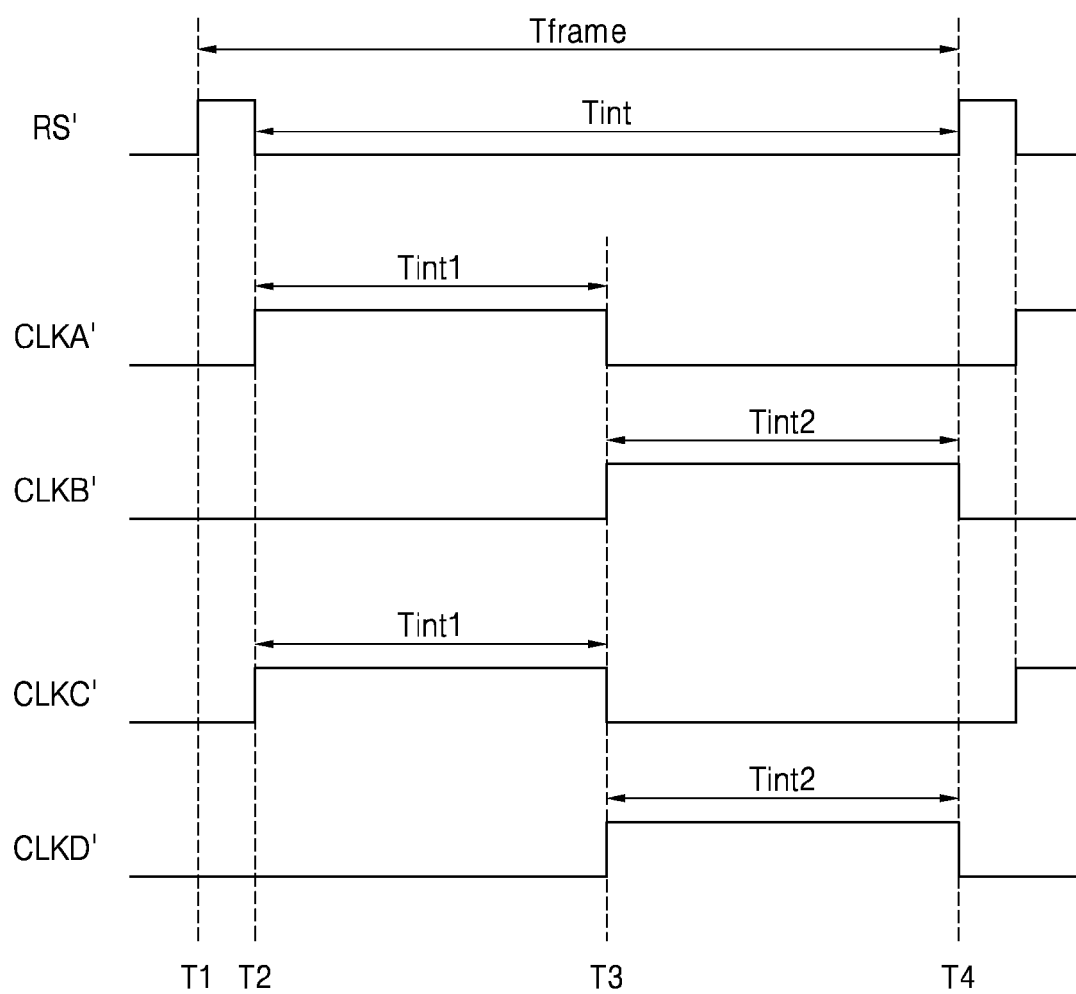 Tframe
RS'
Tint
Tint1
CLKA'
Tint2
CLKB'
Tint1
CLKC'
Tint2
CLKD'
T1 T2 T3 T4